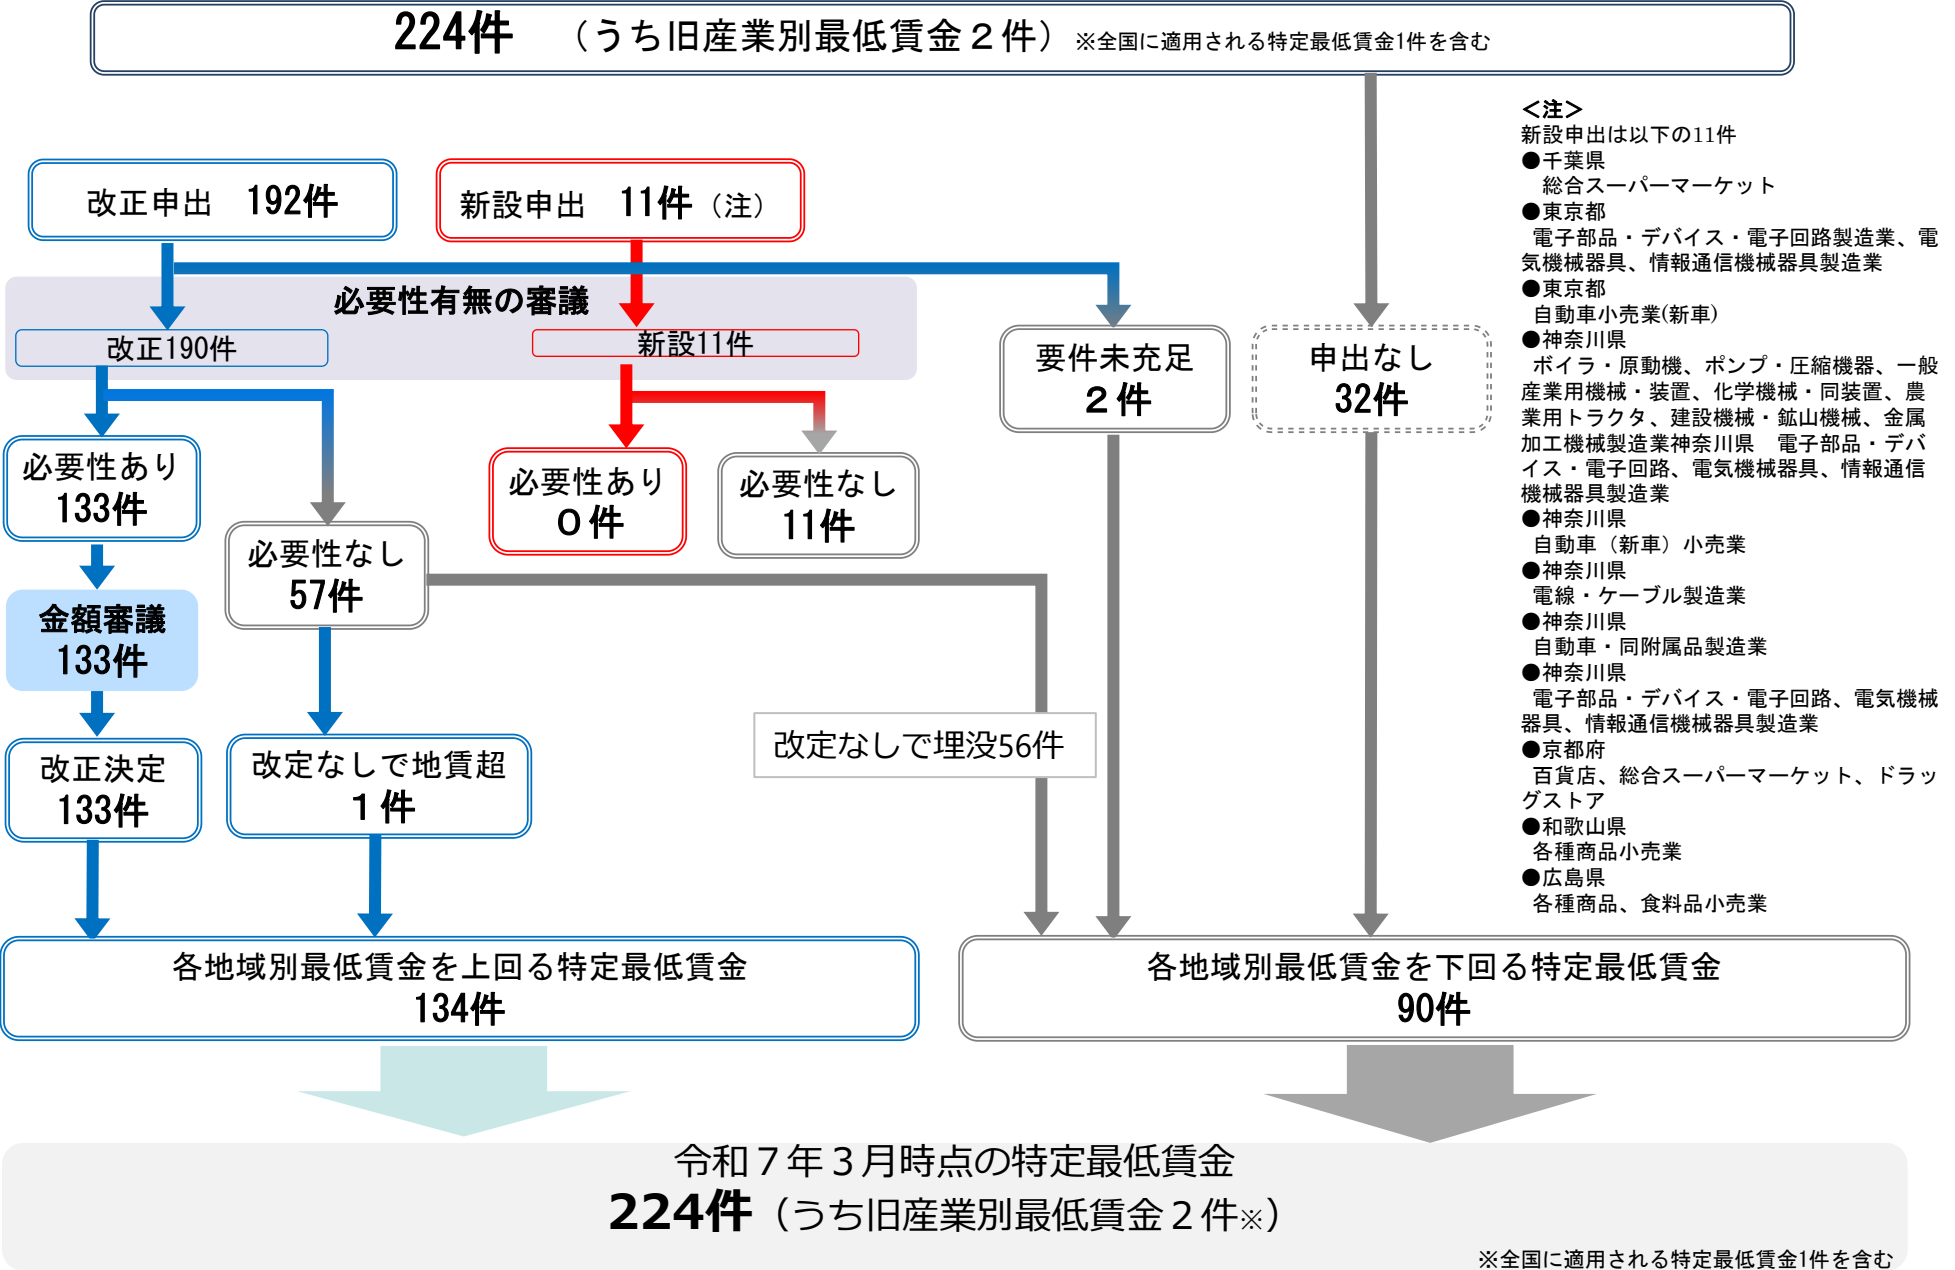 224件　（うち旧産業別最低賃金２件）※全国に適用される特定最低賃金1件を含む
改正申出　192件
新設申出　11件（注）
必要性有無の審議
改正190件
新設11件
要件未充足
２件
申出なし
32件
必要性あり
133件
必要性なし
57件
必要性あり
０件
必要性なし
11件
金額審議
133件
改正決定
133件
改定なしで地賃超
１件
改定なしで埋没56件
各地域別最低賃金を上回る特定最低賃金
134件
各地域別最低賃金を下回る特定最低賃金
90件
令和７年３月時点の特定最低賃金
224件（うち旧産業別最低賃金２件※）
※全国に適用される特定最低賃金1件を含む
＜注＞
新設申出は以下の11件
●千葉県
総合スーパーマーケット
●東京都
電子部品・デバイス・電子回路製造業、電
気機械器具、情報通信機械器具製造業
●東京都
自動車小売業(新車)
●神奈川県
ボイラ・原動機、ポンプ・圧縮機器、一般
産業用機械・装置、化学機械・同装置、農
業用トラクタ、建設機械・鉱山機械、金属
加工機械製造業神奈川県　電子部品・デバ
イス・電子回路、電気機械器具、情報通信
機械器具製造業
●神奈川県
自動車（新車）小売業
●神奈川県
電線・ケーブル製造業
●神奈川県
自動車・同附属品製造業
●神奈川県
電子部品・デバイス・電子回路、電気機械
器具、情報通信機械器具製造業
●京都府
百貨店、総合スーパーマーケット、ドラッ
グストア
●和歌山県
各種商品小売業
●広島県
各種商品、食料品小売業